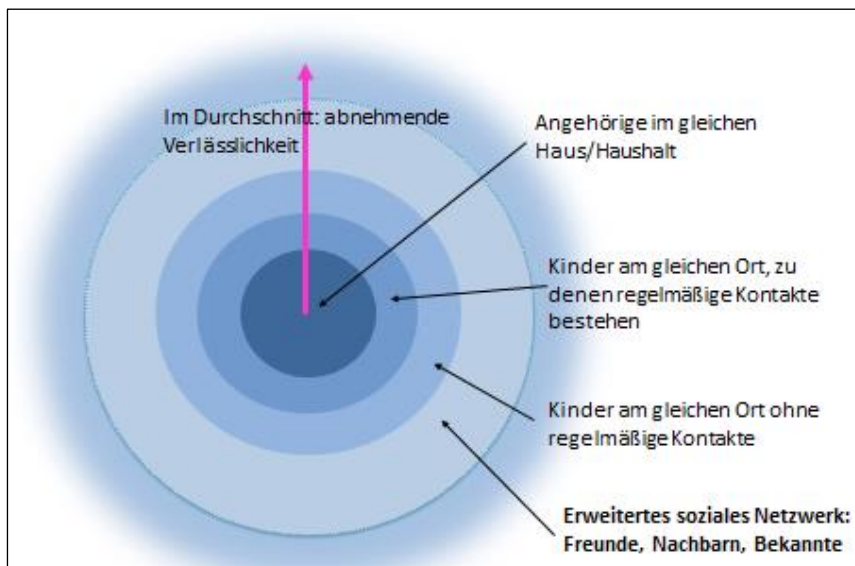 Im Durchschnitt: abnehmende
Verlässlichkeit
Angehörige im gleichen
Haus/Haushalt
Kinder am gleichen Ort, zu
denen regelmäßige Kontakte
bestehen
Kinder am gleichen Ort ohne
regelmäßige Kontakte
Erweitertes soziales Netzwerk:
Freunde, Nachbarn, Bekannte